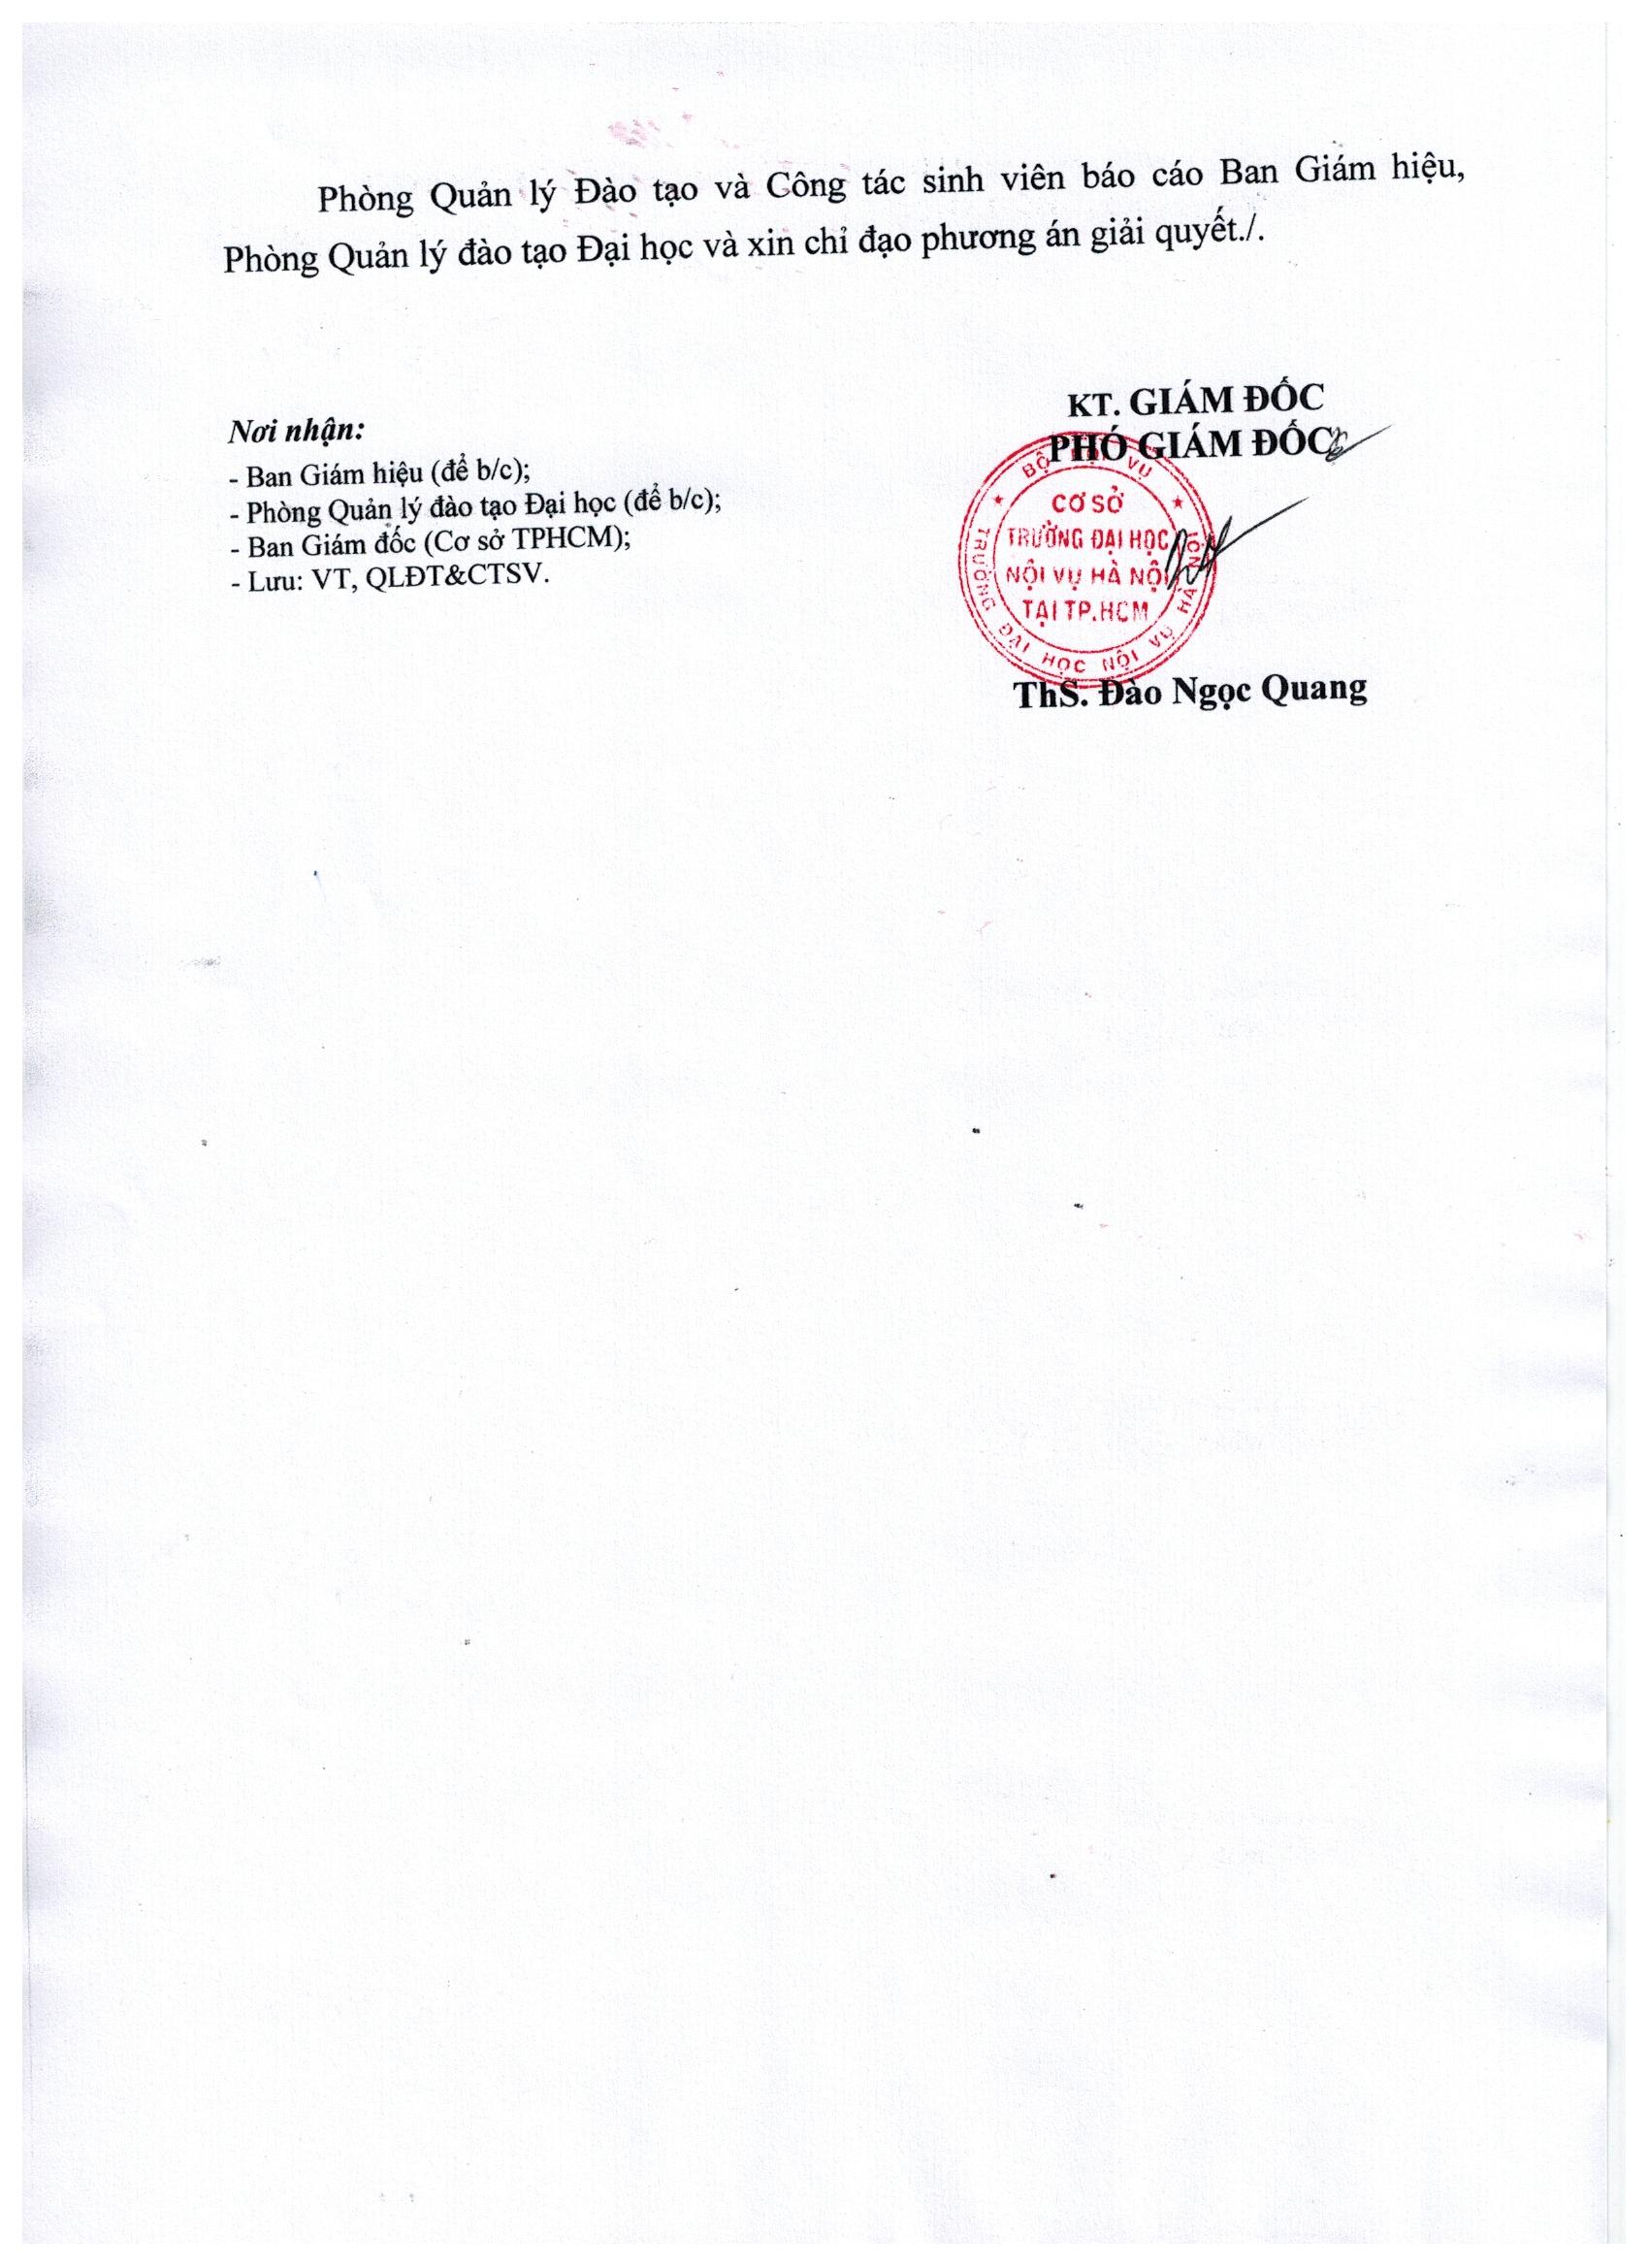 Phòng Quản lý Đào tạo và Công tác sinh viên báo cáo Ban Giám hiệu,
Phòng Quản lý đào tạo Đại học và xin chỉ đạo phương án giải quyết./.
Nơi nhận:
- Ban Giám hiệu (để b/c);
- Phòng Quản lý đào tạo Đại học (để b/c);
- Ban Giám đốc (Cơ sở TPHCM);
- Lưu: VT, QLĐT&CTSV.
KT. GIÁM ĐỐC
PHÓ GIÁM ĐỐC
BỘ NỘI VỤ
CƠ SỞ
TRƯỜNG ĐẠI HỌC
NỘI VỤ HÀ NỘI
TẠI TP.HCM
TRƯỜNG ĐẠI HỌC NỘI VỤ HÀ NỘI
ThS. Đào Ngọc Quang